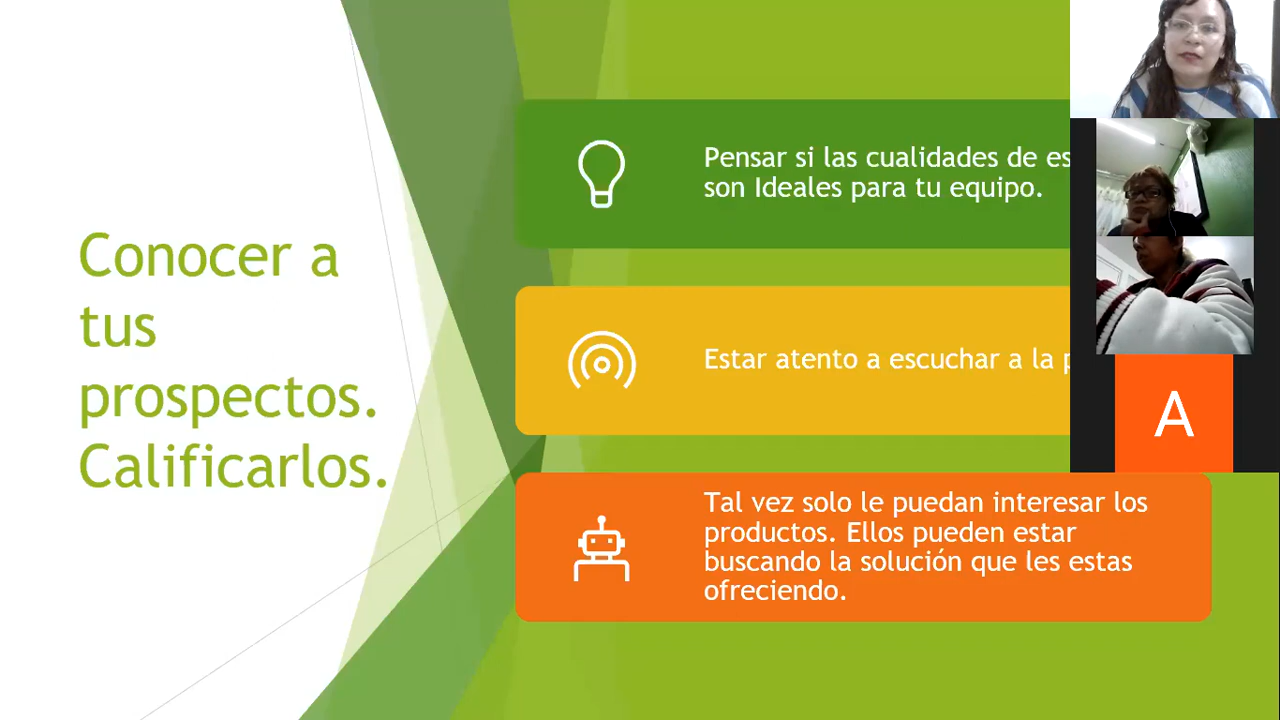 Conocer a
tus
prospectos.
Calificarlos.
Pensar si las cualidades de
son Ideales para tu equipo.
Estar atento a escuchar a la
Tal vez solo le puedan interesar los
productos. Ellos pueden estar
buscando la solución que les estas
ofreciendo.
A